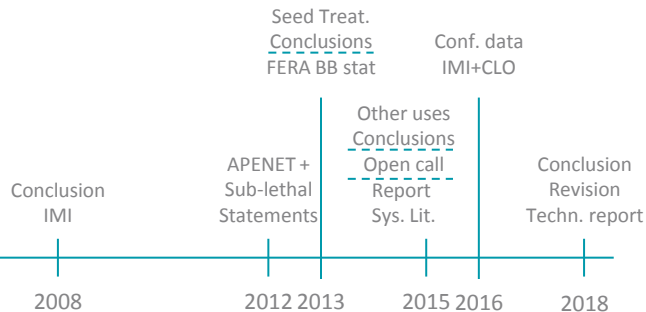 Seed Treat.
Conclusions
FERA BB stat
Conf. data
IMI+CLO
Other uses
Conclusions
Open call
Report
Sys. Lit.
APENET +
Sub-lethal
Statements
Conclusion
IMI
Conclusion
Revision
Techn. report
2008
2012 2013
2015 2016
2018